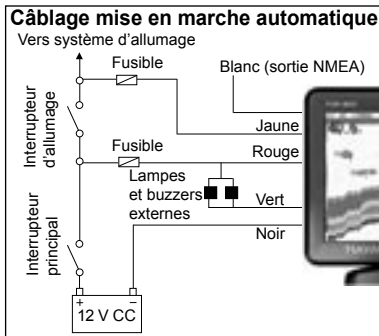 Câblage mise en marche automatique
Vers système d'allumage
Fusible
Blanc (sortie NMEA)
Interrupteur
d'allumage
Jaune
Fusible
Rouge
Lampes
et buzzers
externes
Vert
Noir
Interrupteur
principal
+ −
12 V CC